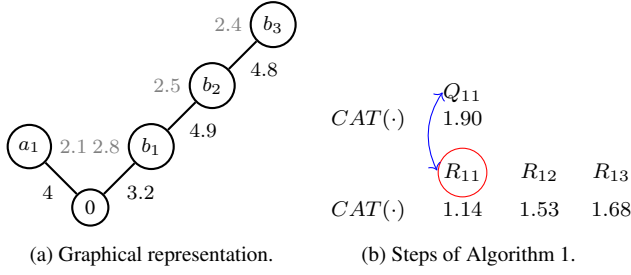 2.4 b₃
4.8
2.5 b₂
4.9
a₁ 2.1 2.8 b₁
4 3.2
0
(a) Graphical representation.
Q₁₁
CAT(·) 1.90
R₁₁ R₁₂ R₁₃
CAT(·) 1.14 1.53 1.68
(b) Steps of Algorithm 1.